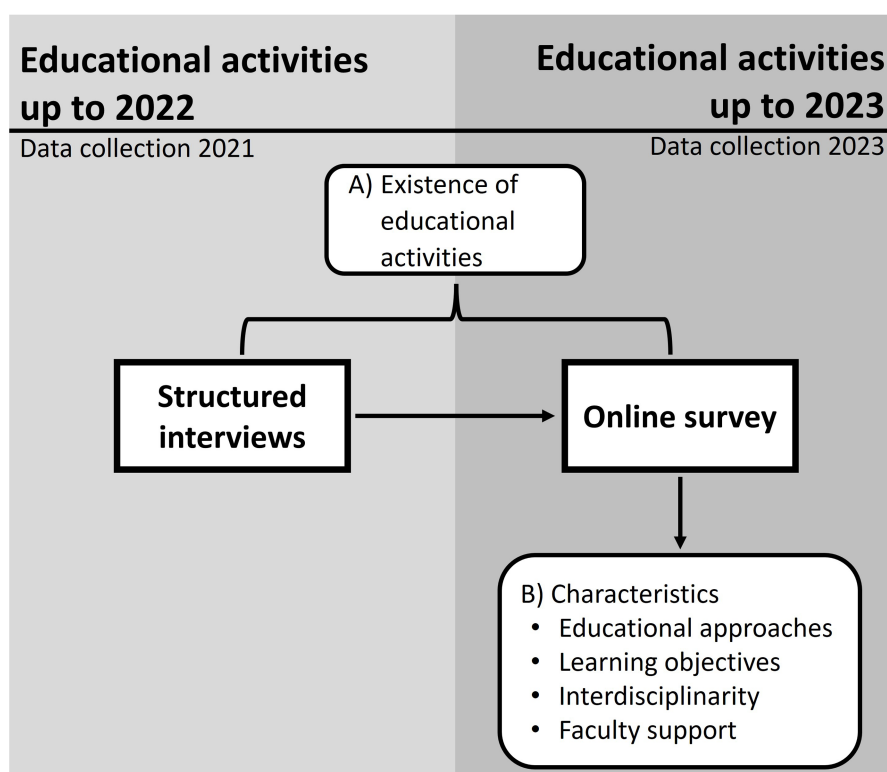 Educational activities
up to 2022
Data collection 2021
Educational activities
up to 2023
Data collection 2023
A) Existence of
educational
activities
Structured
interviews
Online survey
B) Characteristics
• Educational approaches
• Learning objectives
• Interdisciplinarity
• Faculty support